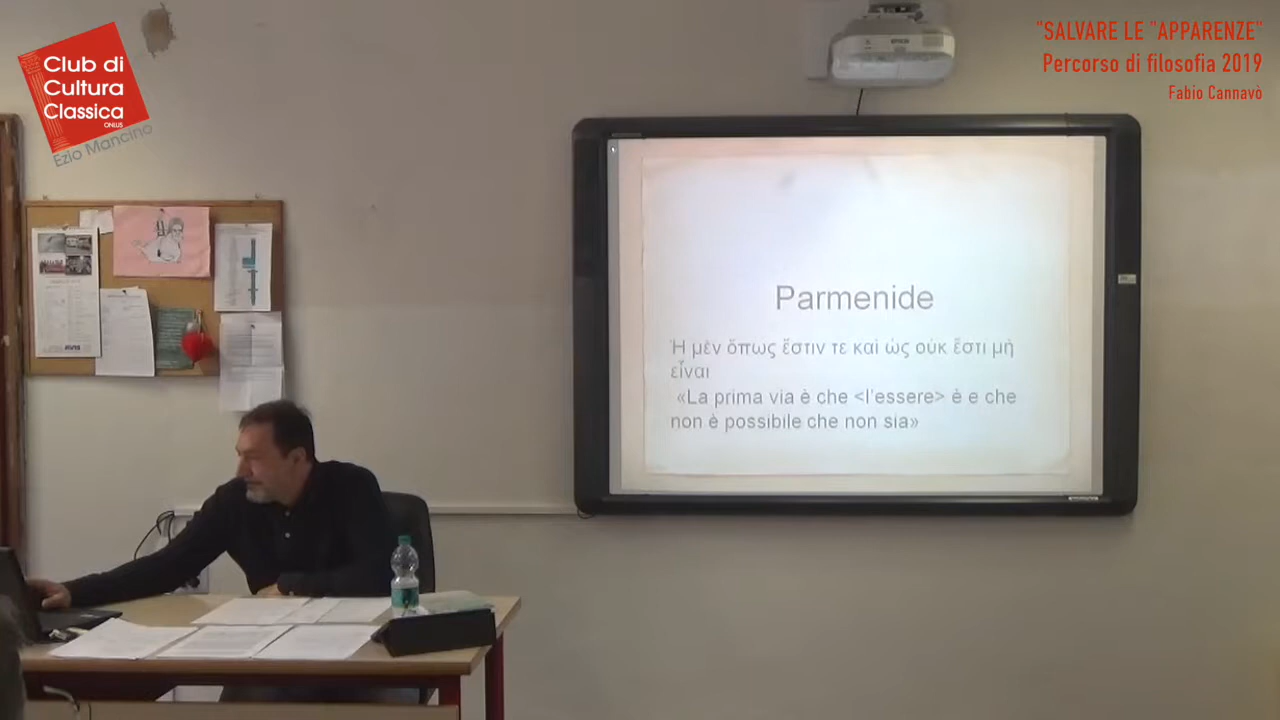 Club di
Cultura
Classica
ONLUS
Ezio Mancino
"SALVARE LE "APPARENZE"
Percorso di filosofia 2019
Fabio Cannavò
Parmenide
Ἡ μὲν ὅπως ἔστιν τε καὶ ὡς οὐκ ἔστι μὴ
εἶναι
«La prima via è che <l'essere> è e che
non è possibile che non sia»